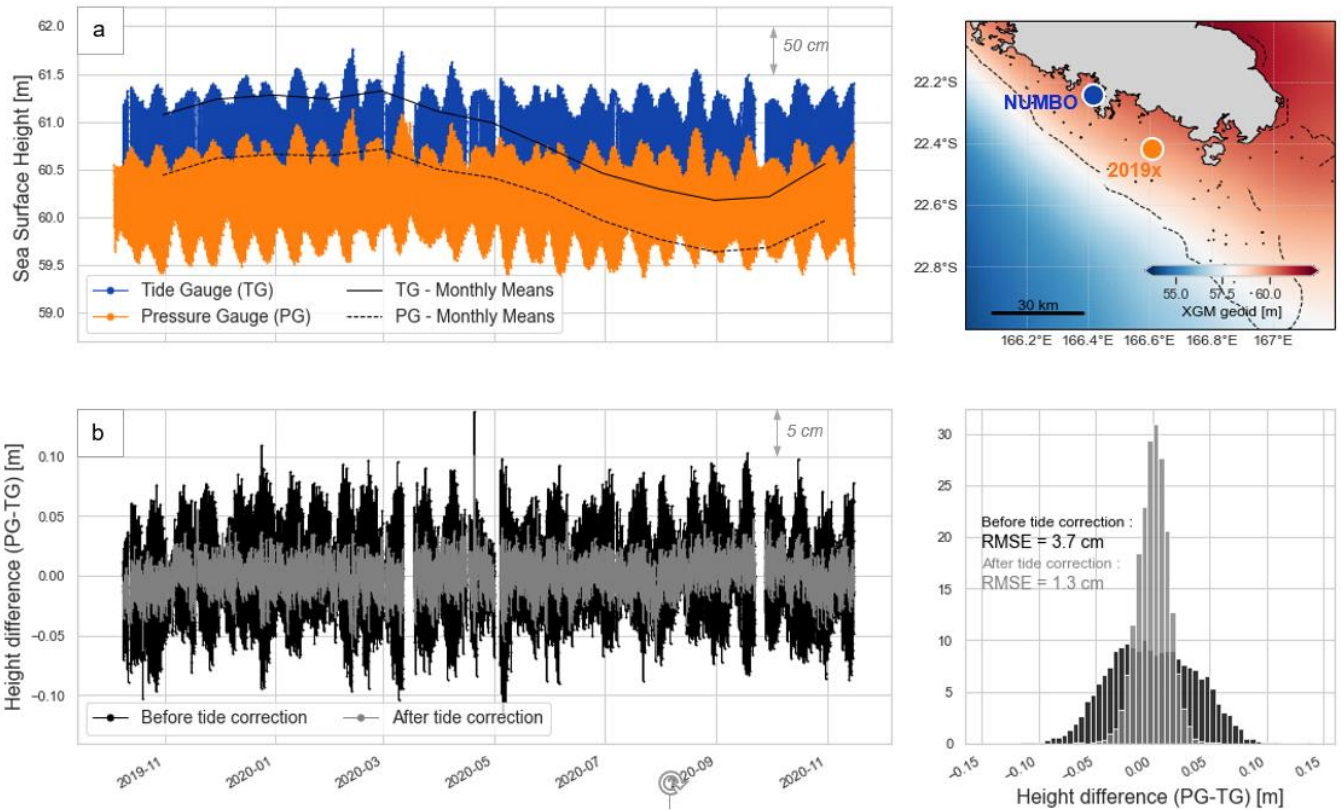 a
62.0
61.5
61.0
60.5
60.0
59.5
59.0
Sea Surface Height [m]
50 cm
Tide Gauge (TG)
Pressure Gauge (PG)
TG - Monthly Means
PG - Monthly Means
22.2°S
22.4°S
22.6°S
22.8°S
NUMBO
2019x
55.0 57.5 60.0
XGM geoid [m]
30 km
166.2°E 166.4°E 166.6°E 166.8°E 167°E
b
0.10
0.05
0.00
−0.05
−0.10
Height difference (PG-TG) [m]
5 cm
Before tide correction
After tide correction
2019-11 2020-01 2020-03 2020-05 2020-07 2020-11
30
25
20
15
10
5
0
Before tide correction :
RMSE = 3.7 cm
After tide correction :
RMSE = 1.3 cm
-0.15 -0.10 -0.05 0.00 0.05 0.10 0.15
Height difference (PG-TG) [m]